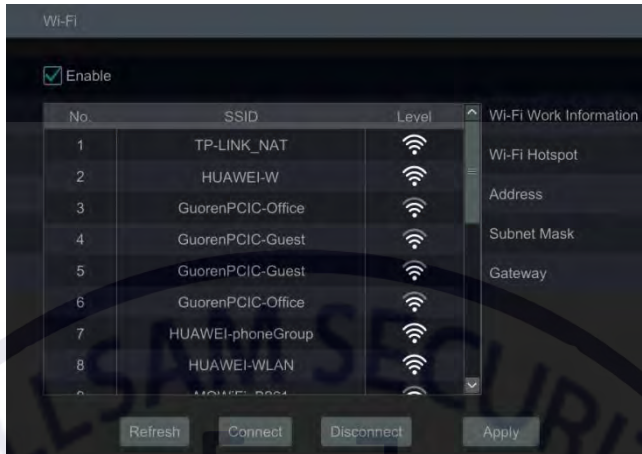 Wi-Fi
Enable
No. SSID Level
1 TP-LINK_NAT
2 HUAWEI-W
3 GuorenPCIC-Office
4 GuorenPCIC-Guest
5 GuorenPCIC-Guest
6 GuorenPCIC-Office
7 HUAWEI-phoneGroup
8 HUAWEI-WLAN
Wi-Fi Work Information
Wi-Fi Hotspot
Address
Subnet Mask
Gateway
Refresh Connect Disconnect Apply